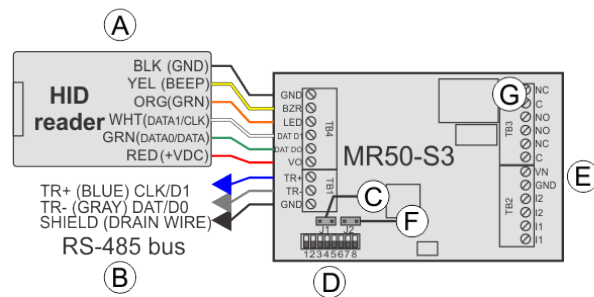 A
HID
reader
BLK (GND)
YEL (BEEP)
ORG(GRN)
WHT(DATA1/CLK)
GRN(DATA0/DATA)
RED(+VDC)
TR+ (BLUE) CLK/D1
TR- (GRAY) DAT/D0
SHIELD (DRAIN WIRE)
RS-485 bus
B
GND
BZR
LED
DAT D1
DAT DO
VO
TB4
TR+
TR-
GND
TB1
MR50-S3
C
F
J1 J2
12345678
D
G
NC
C
NO
NO
NC
C
TB3
VN
GND
I2
I2
I1
I1
TB2
E